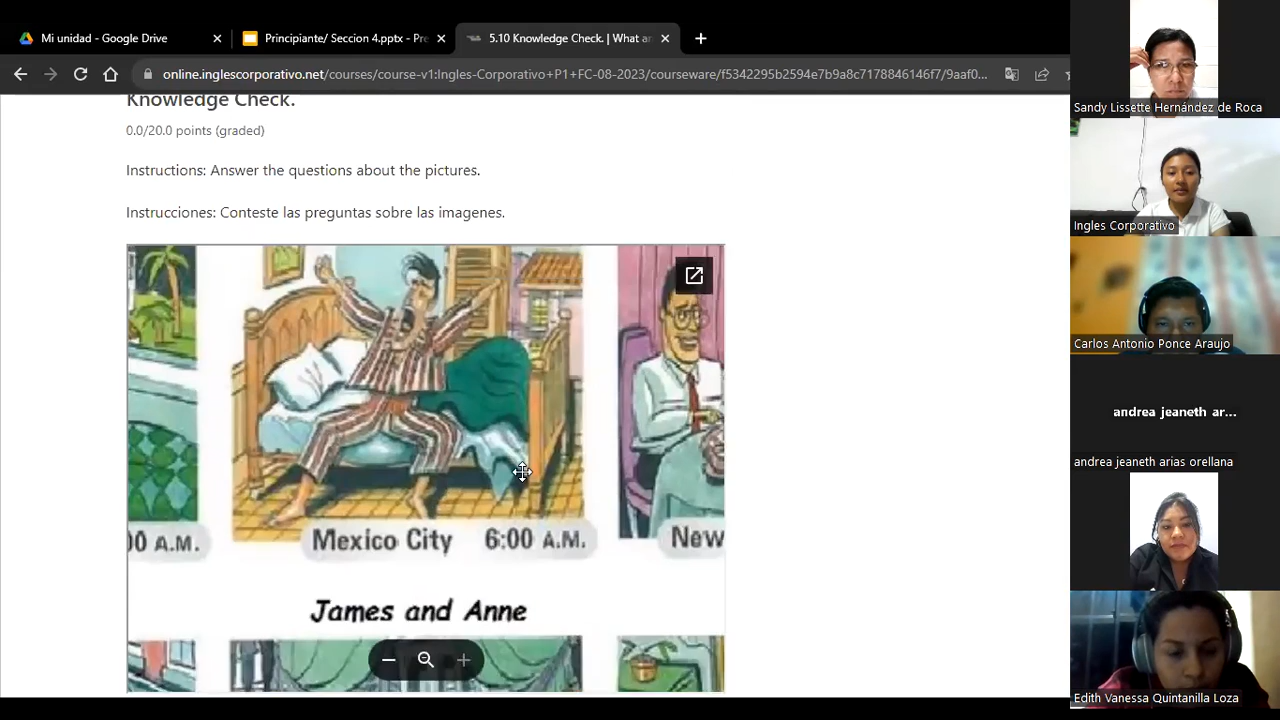 Mi unidad - Google Drive
Principiante/ Seccion 4.pptx - Pre
5.10 Knowledge Check. | What an
online.inglescorporativo.net/courses/course-v1:Ingles-Corporativo+P1+FC-08-2023/courseware/f5342295b2594e7b9a8c7178846146f7/9aaf0...
Knowledge Check.
0.0/20.0 points (graded)
Instructions: Answer the questions about the pictures.
Instrucciones: Conteste las preguntas sobre las imagenes.
00 A.M.
Mexico City 6:00 A.M.
New
James and Anne
Sandy Lissette Hernández de Roca
Ingles Corporativo
Carlos Antonio Ponce Araujo
andrea jeaneth ar...
andrea jeaneth arias orellana
Edith Vanessa Quintanilla Loza